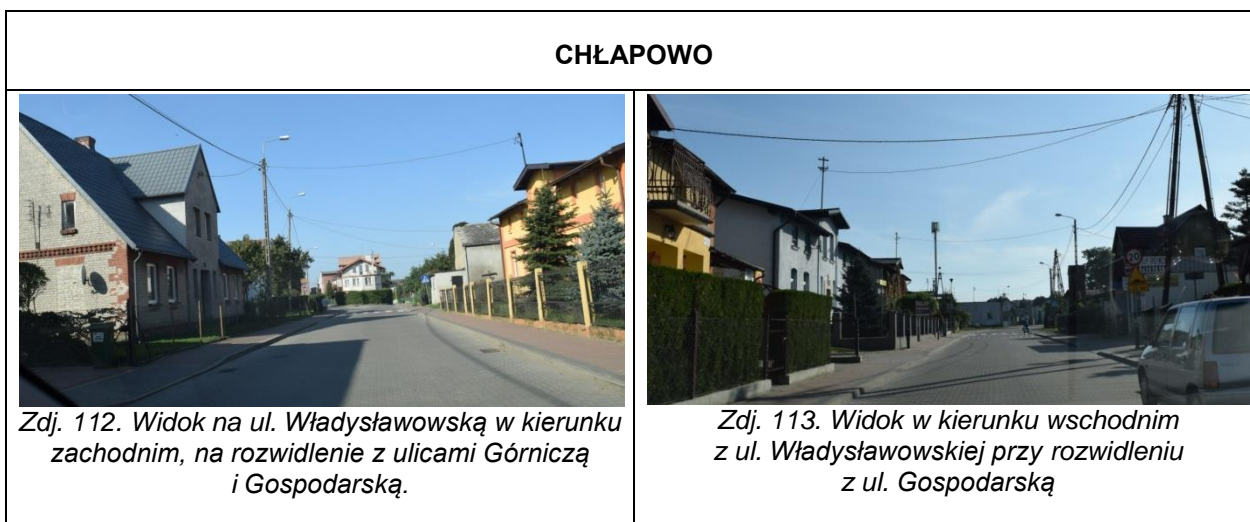 CHŁAPOWO
Zdj. 112. Widok na ul. Władysławowską w kierunku
zachodnim, na rozwidlenie z ulicami Górniczą
i Gospodarską.
20
Zdj. 113. Widok w kierunku wschodnim
z ul. Władysławowskiej przy rozwidleniu
z ul. Gospodarską